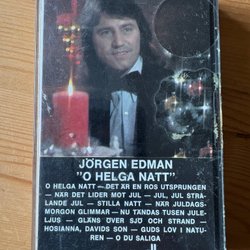 JÖRGEN EDMAN
"O HELGA NATT"
O HELGA NATT – DET ÄR EN ROS UTSPRUNGEN
– NÄR DET LIDER MOT JUL – JUL, JUL STRÅ-
LANDE JUL – STILLA NATT – NÄR JULDAGS-
MORGON GLIMMAR – NU TÄNDAS TUSEN JULE-
LJUS – GLÄNS ÖVER SJÖ OCH STRAND –
HOSIANNA, DAVIDS SON – GUDS LOV I NATU-
REN – O DU SALIGA